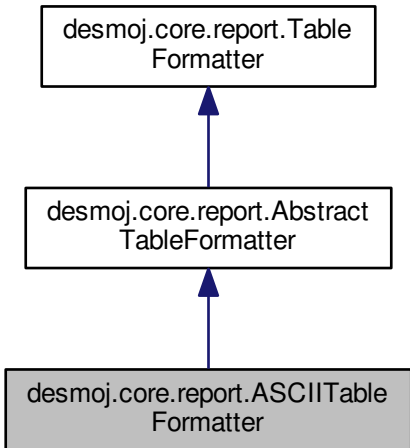 desmoj.core.report.Table
Formatter
desmoj.core.report.Abstract
TableFormatter
desmoj.core.report.ASCIITable
Formatter